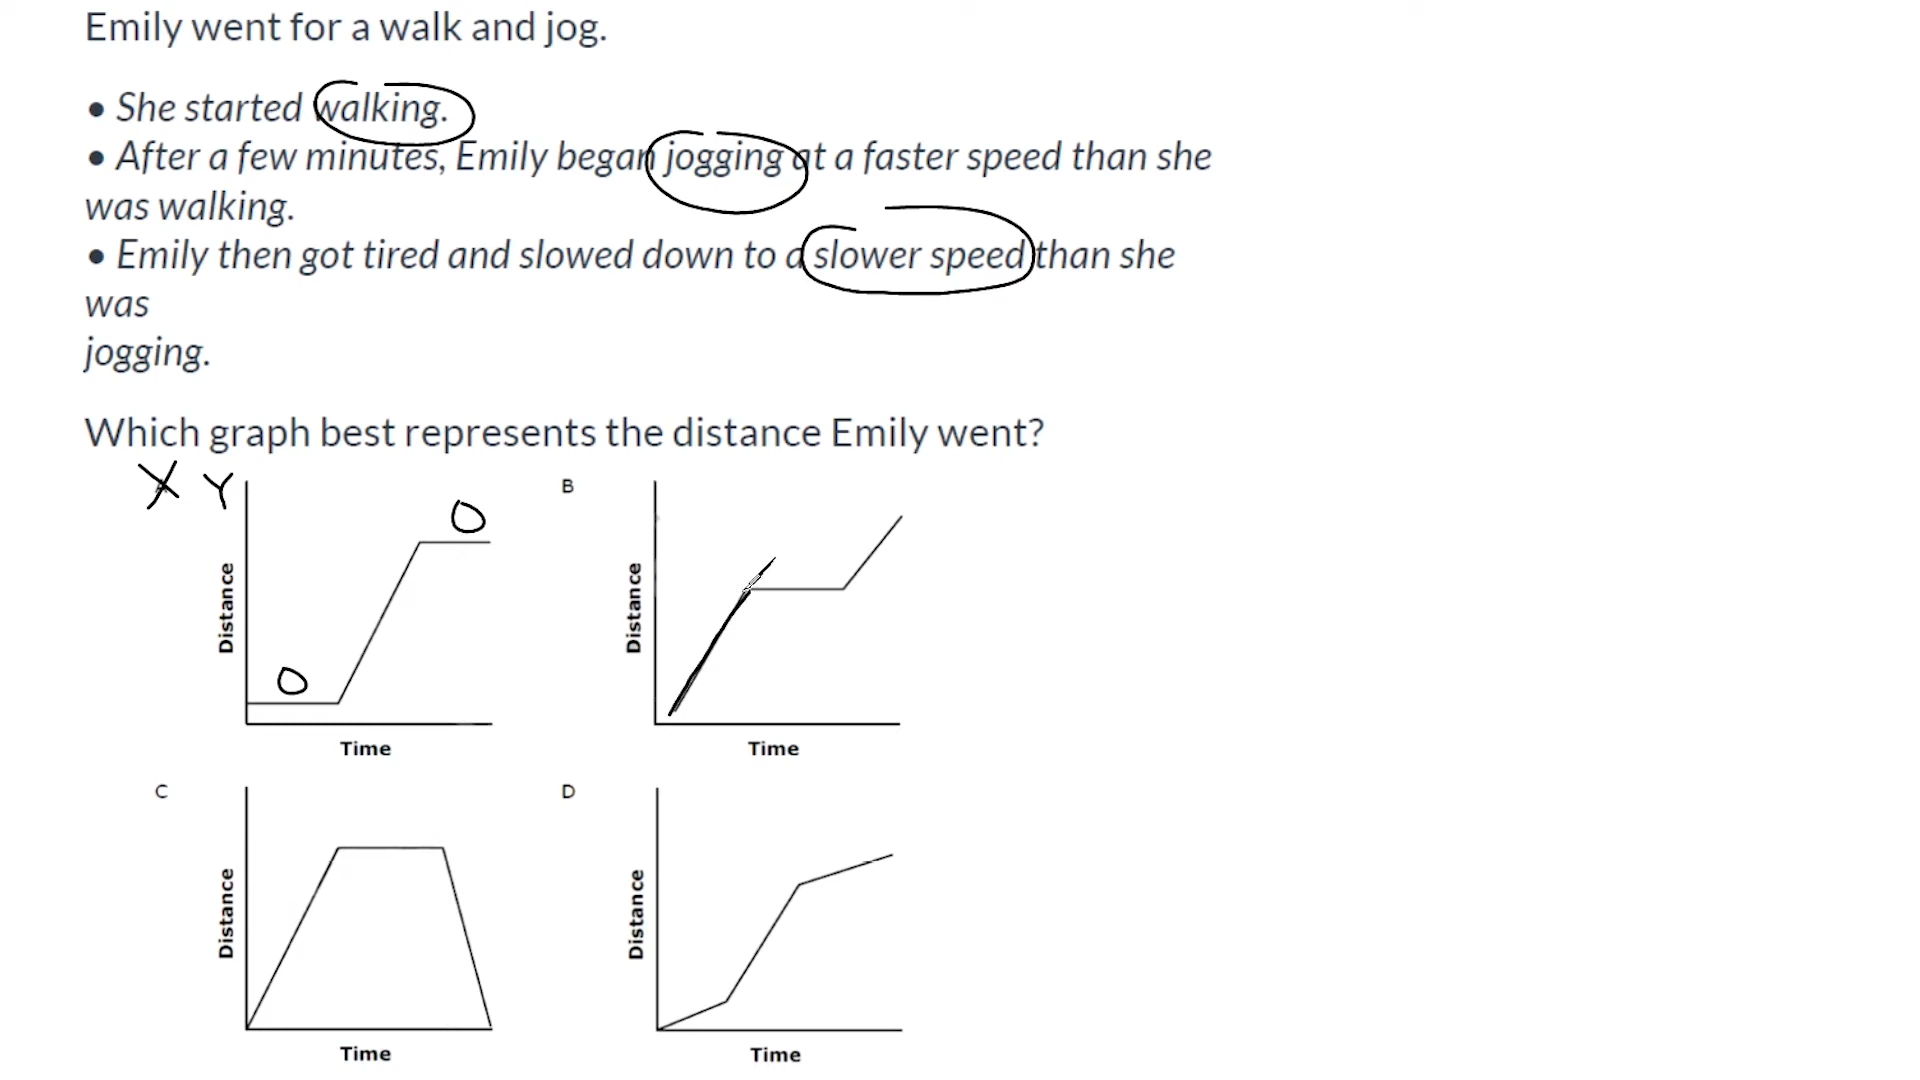 Emily went for a walk and jog.
• She started walking.
• After a few minutes, Emily began jogging at a faster speed than she
was walking.
• Emily then got tired and slowed down to a slower speed than she
was
jogging.
Which graph best represents the distance Emily went?
X Y
B
O
O
Distance
Distance
Time
Time
C
D
Distance
Distance
Time
Time